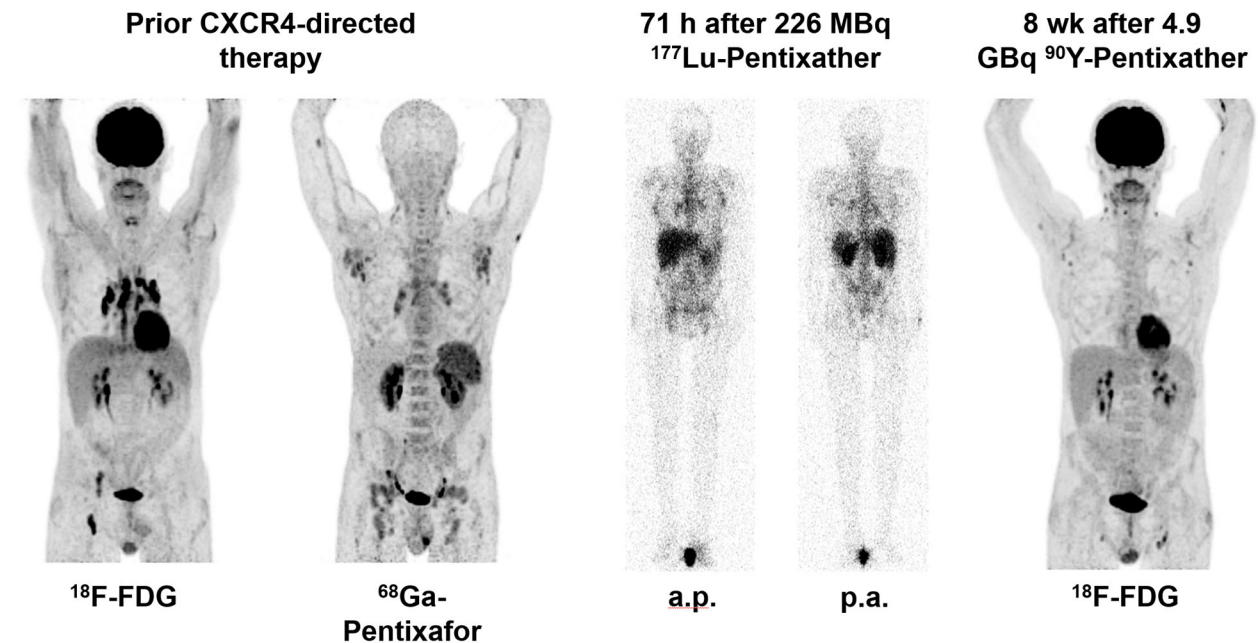 Prior CXCR4-directed
therapy
71 h after 226 MBq
¹⁷⁷Lu-Pentixather
8 wk after 4.9
GBq ⁹⁰Y-Pentixather
¹⁸F-FDG
⁶⁸Ga-
Pentixafor
a.p.
p.a.
¹⁸F-FDG